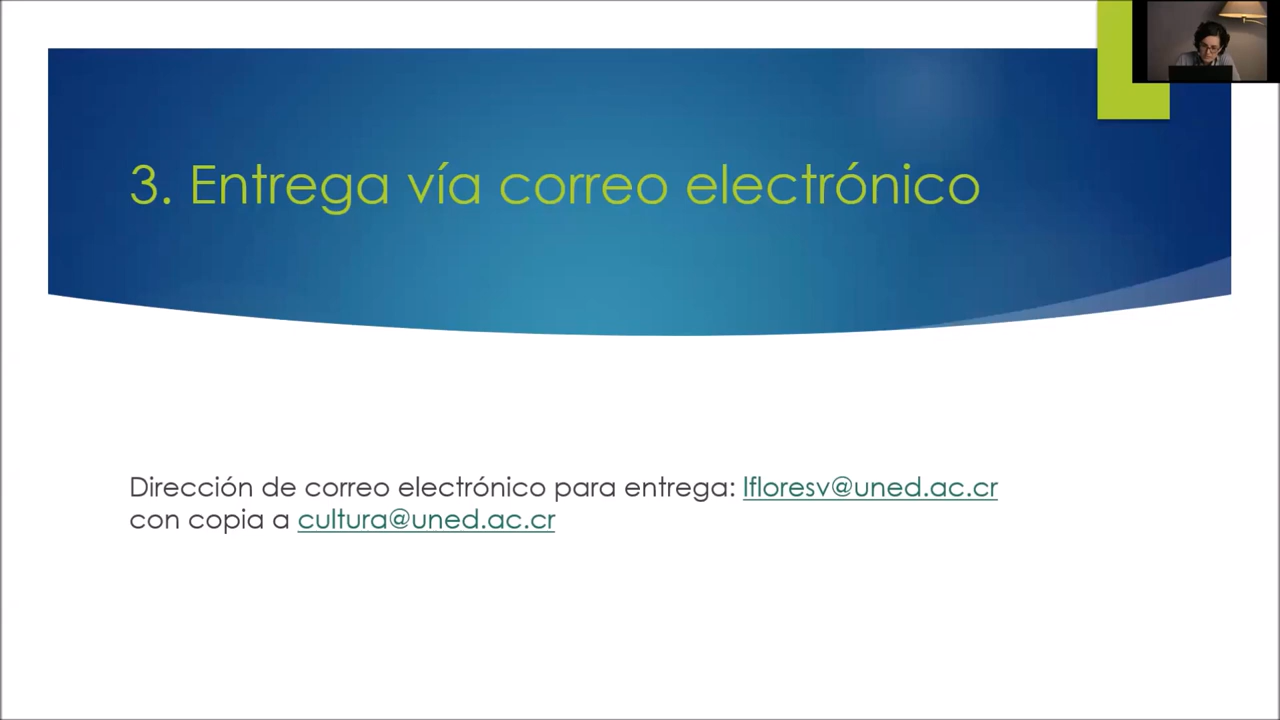 3. Entrega vía correo electrónico
Dirección de correo electrónico para entrega: lfloresv@uned.ac.cr
con copia a cultura@uned.ac.cr